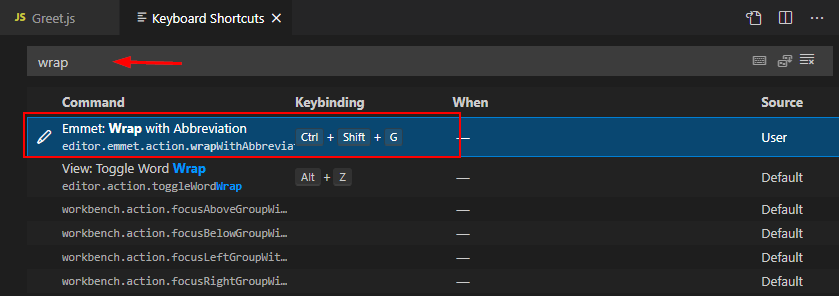 JS Greet.js Keyboard Shortcuts
wrap
Command Keybinding When Source
Emmet: Wrap with Abbreviation
editor.emmet.action.wrapWithAbbrevia Ctrl + Shift + G — User
View: Toggle Word Wrap
editor.action.toggleWordWrap Alt + Z — Default
workbench.action.focusAboveGroupWi… — Default
workbench.action.focusBelowGroupWi… — Default
workbench.action.focusLeftGroupWit… — Default
workbench.action.focusRightGroupWi… — Default